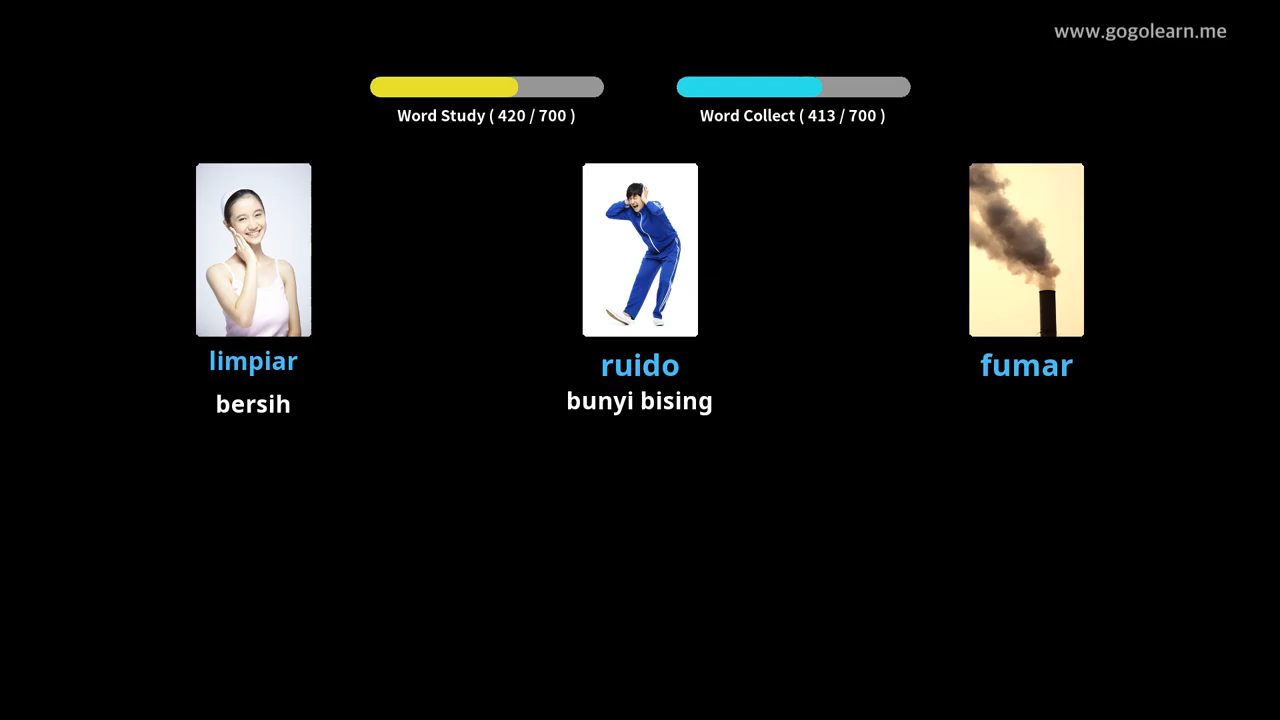 www.gogolearn.me
Word Study ( 420 / 700 )
Word Collect ( 413 / 700 )
limpiar
bersih
ruido
bunyi bising
fumar